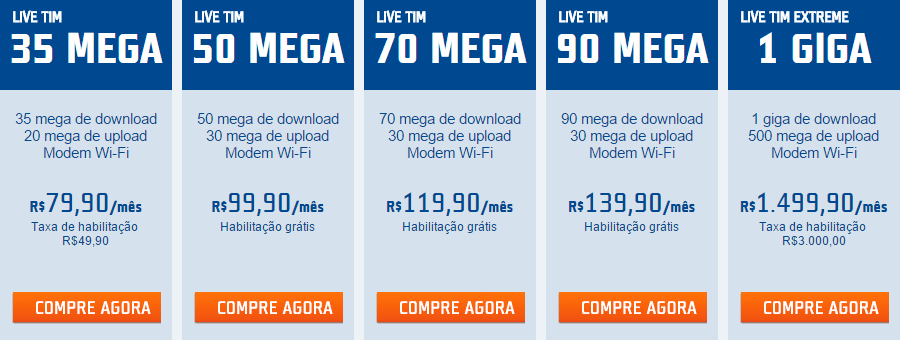 LIVE TIM
35 MEGA
35 mega de download
20 mega de upload
Modem Wi-Fi
R$79,90/mês
Taxa de habilitação
R$49,90
COMPRE AGORA
LIVE TIM
50 MEGA
50 mega de download
30 mega de upload
Modem Wi-Fi
R$99,90/mês
Habilitação grátis
COMPRE AGORA
LIVE TIM
70 MEGA
70 mega de download
30 mega de upload
Modem Wi-Fi
R$119,90/mês
Habilitação grátis
COMPRE AGORA
LIVE TIM
90 MEGA
90 mega de download
30 mega de upload
Modem Wi-Fi
R$139,90/mês
Habilitação grátis
COMPRE AGORA
LIVE TIM EXTREME
1 GIGA
1 giga de download
500 mega de upload
Modem Wi-Fi
R$1.499,90/mês
Taxa de habilitação
R$3.000,00
COMPRE AGORA